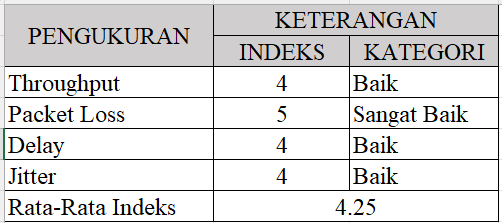 PENGUKURAN KETERANGAN
INDEKS KATEGORI
Throughput 4 Baik
Packet Loss 5 Sangat Baik
Delay 4 Baik
Jitter 4 Baik
Rata-Rata Indeks 4.25